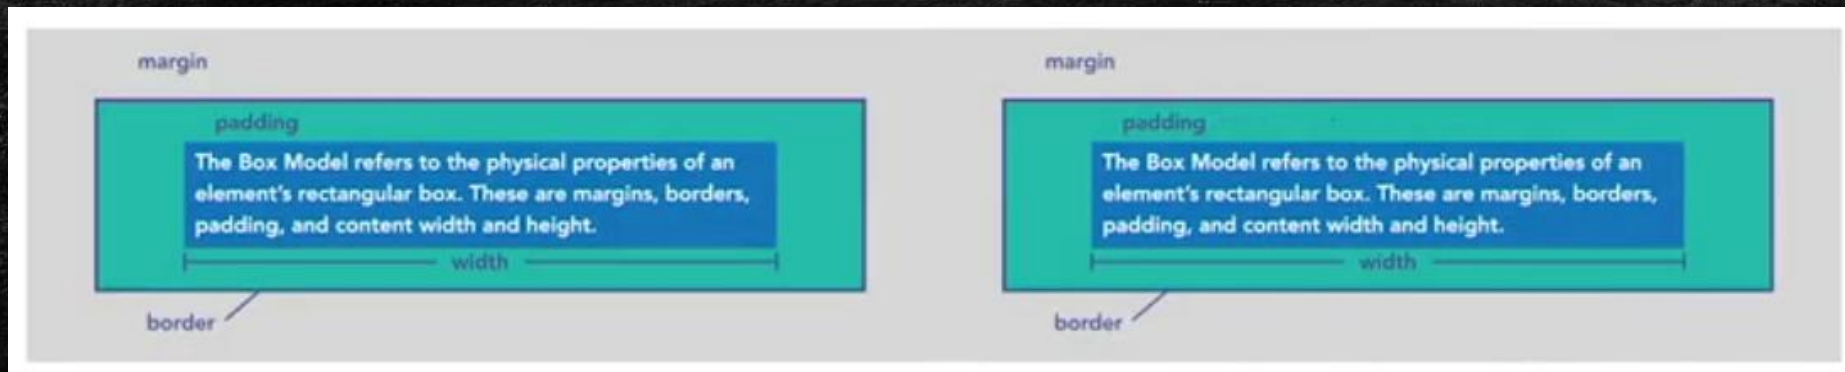 margin
padding
The Box Model refers to the physical properties of an
element's rectangular box. These are margins, borders,
padding, and content width and height.
width
border
margin
padding
The Box Model refers to the physical properties of an
element's rectangular box. These are margins, borders,
padding, and content width and height.
width
border